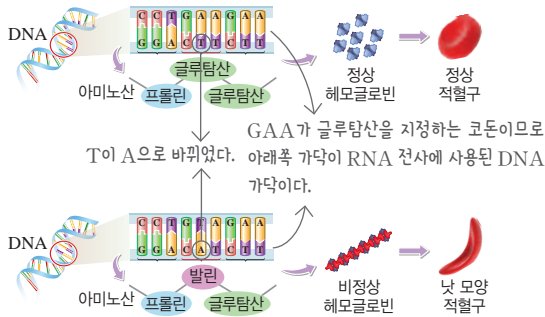 DNA
C C T G A A G A A
G G A C T T C T T
아미노산
프롤린
글루탐산
글루탐산
정상
헤모글로빈
정상
적혈구
T이 A으로 바뀌었다.
GAA가 글루탐산을 지정하는 코돈이므로
아래쪽 가닥이 RNA 전사에 사용된 DNA
가닥이다.
DNA
C C T G T A G A A
G G A C A T C T T
아미노산
프롤린
발린
글루탐산
비정상
헤모글로빈
낫 모양
적혈구